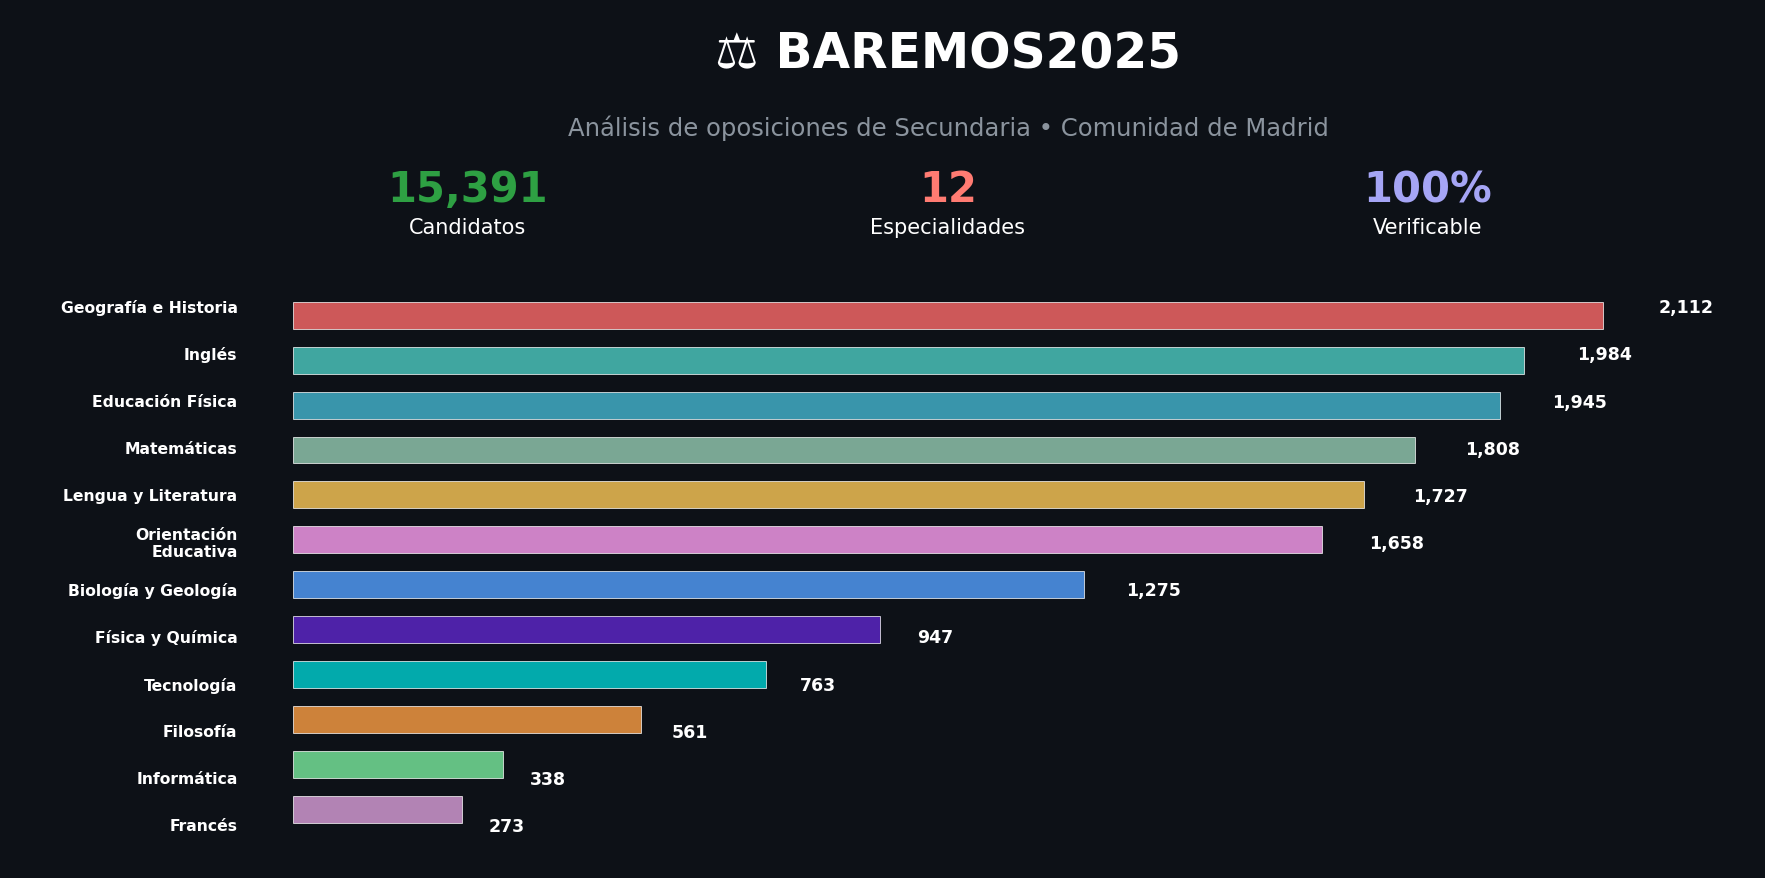 ⚖ BAREMOS2025
Análisis de oposiciones de Secundaria • Comunidad de Madrid
15,391
Candidatos
12
Especialidades
100%
Verificable
Geografía e Historia 2,112
Inglés 1,984
Educación Física 1,945
Matemáticas 1,808
Lengua y Literatura 1,727
Orientación
Educativa 1,658
Biología y Geología 1,275
Física y Química 947
Tecnología 763
Filosofía 561
Informática 338
Francés 273